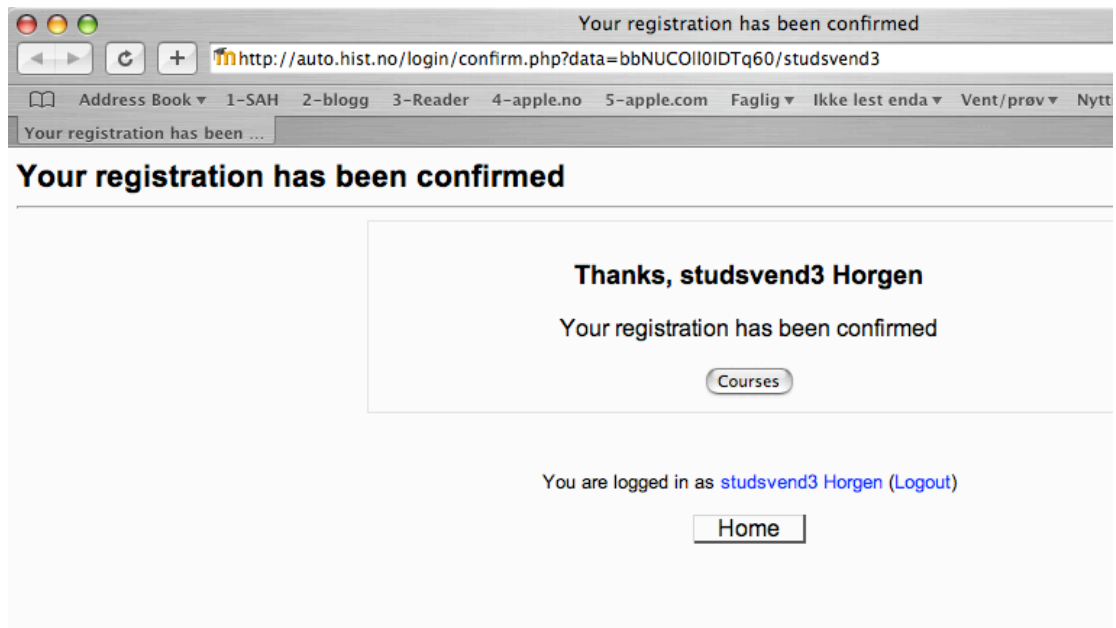 Your registration has been confirmed
http://auto.hist.no/login/confirm.php?data=bbNUCOll0IDTq60/studsvend3
Address Book 1-SAH 2-blogg 3-Reader 4-apple.no 5-apple.com Faglig Ikke lest enda Vent/prøv Nytt
Your registration has been ...
Your registration has been confirmed
Thanks, studsvend3 Horgen
Your registration has been confirmed
Courses
You are logged in as studsvend3 Horgen (Logout)
Home